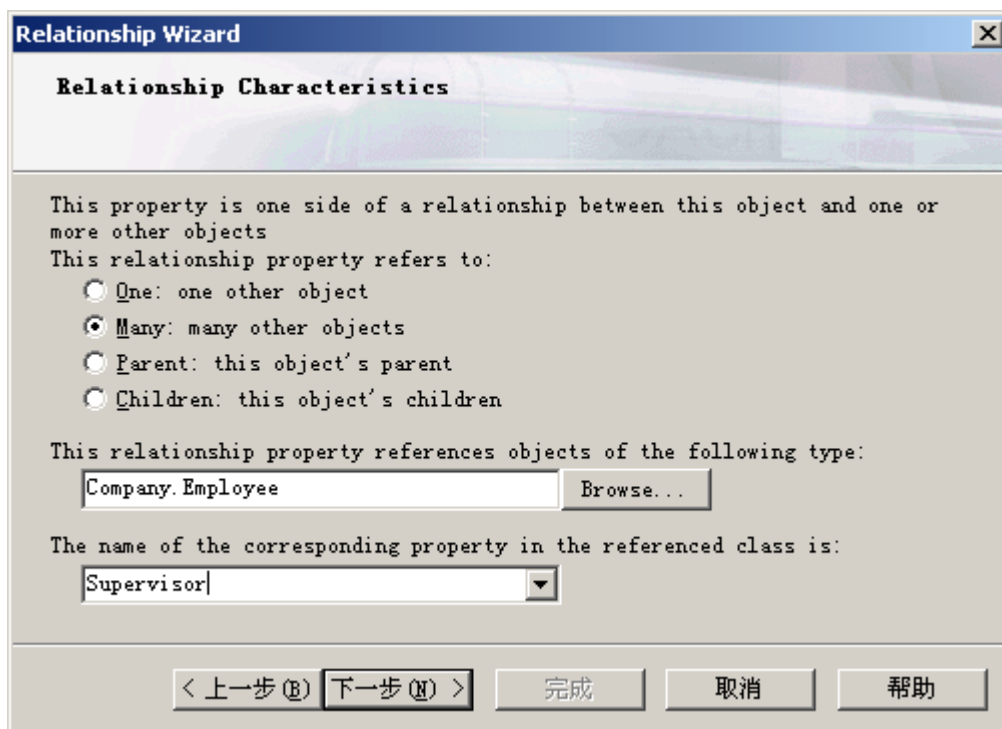 Relationship Wizard
Relationship Characteristics
This property is one side of a relationship between this object and one or
more other objects
This relationship property refers to:
One: one other object
Many: many other objects
Parent: this object's parent
Children: this object's children
This relationship property references objects of the following type:
Company.Employee
Browse...
The name of the corresponding property in the referenced class is:
Supervisor
< 上一步(B) 下一步(N) > 完成 取消 帮助